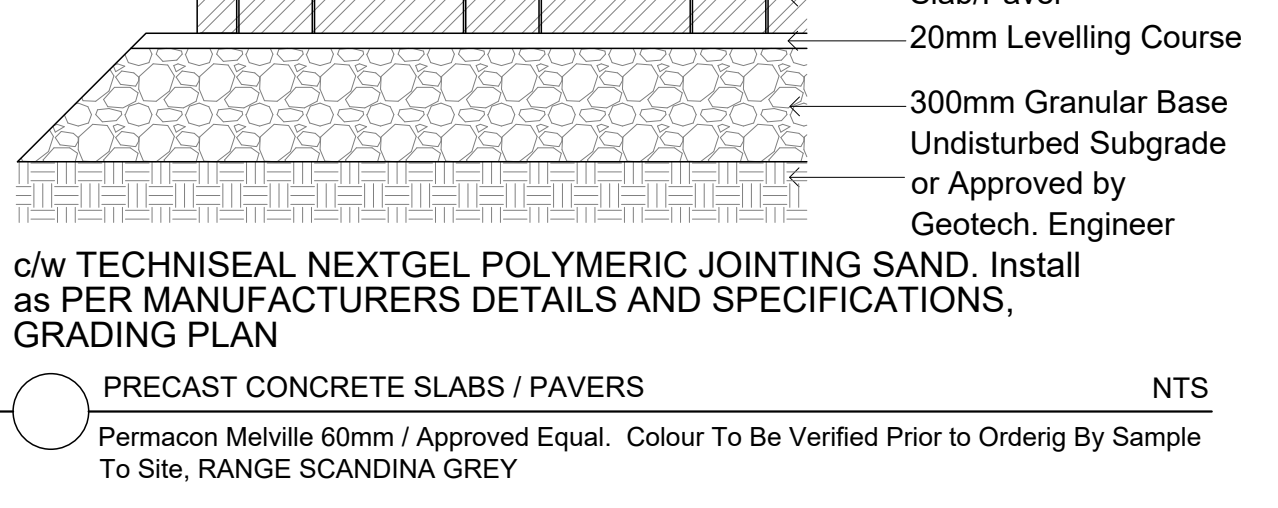 Slab/Paver
20mm Levelling Course
300mm Granular Base
Undisturbed Subgrade
or Approved by
Geotech. Engineer
c/w TECHNISEAL NEXTGEL POLYMERIC JOINTING SAND. Install
as PER MANUFACTURERS DETAILS AND SPECIFICATIONS,
GRADING PLAN
PRECAST CONCRETE SLABS / PAVERS
NTS
Permacon Melville 60mm / Approved Equal. Colour To Be Verified Prior to Orderig By Sample
To Site, RANGE SCANDINA GREY